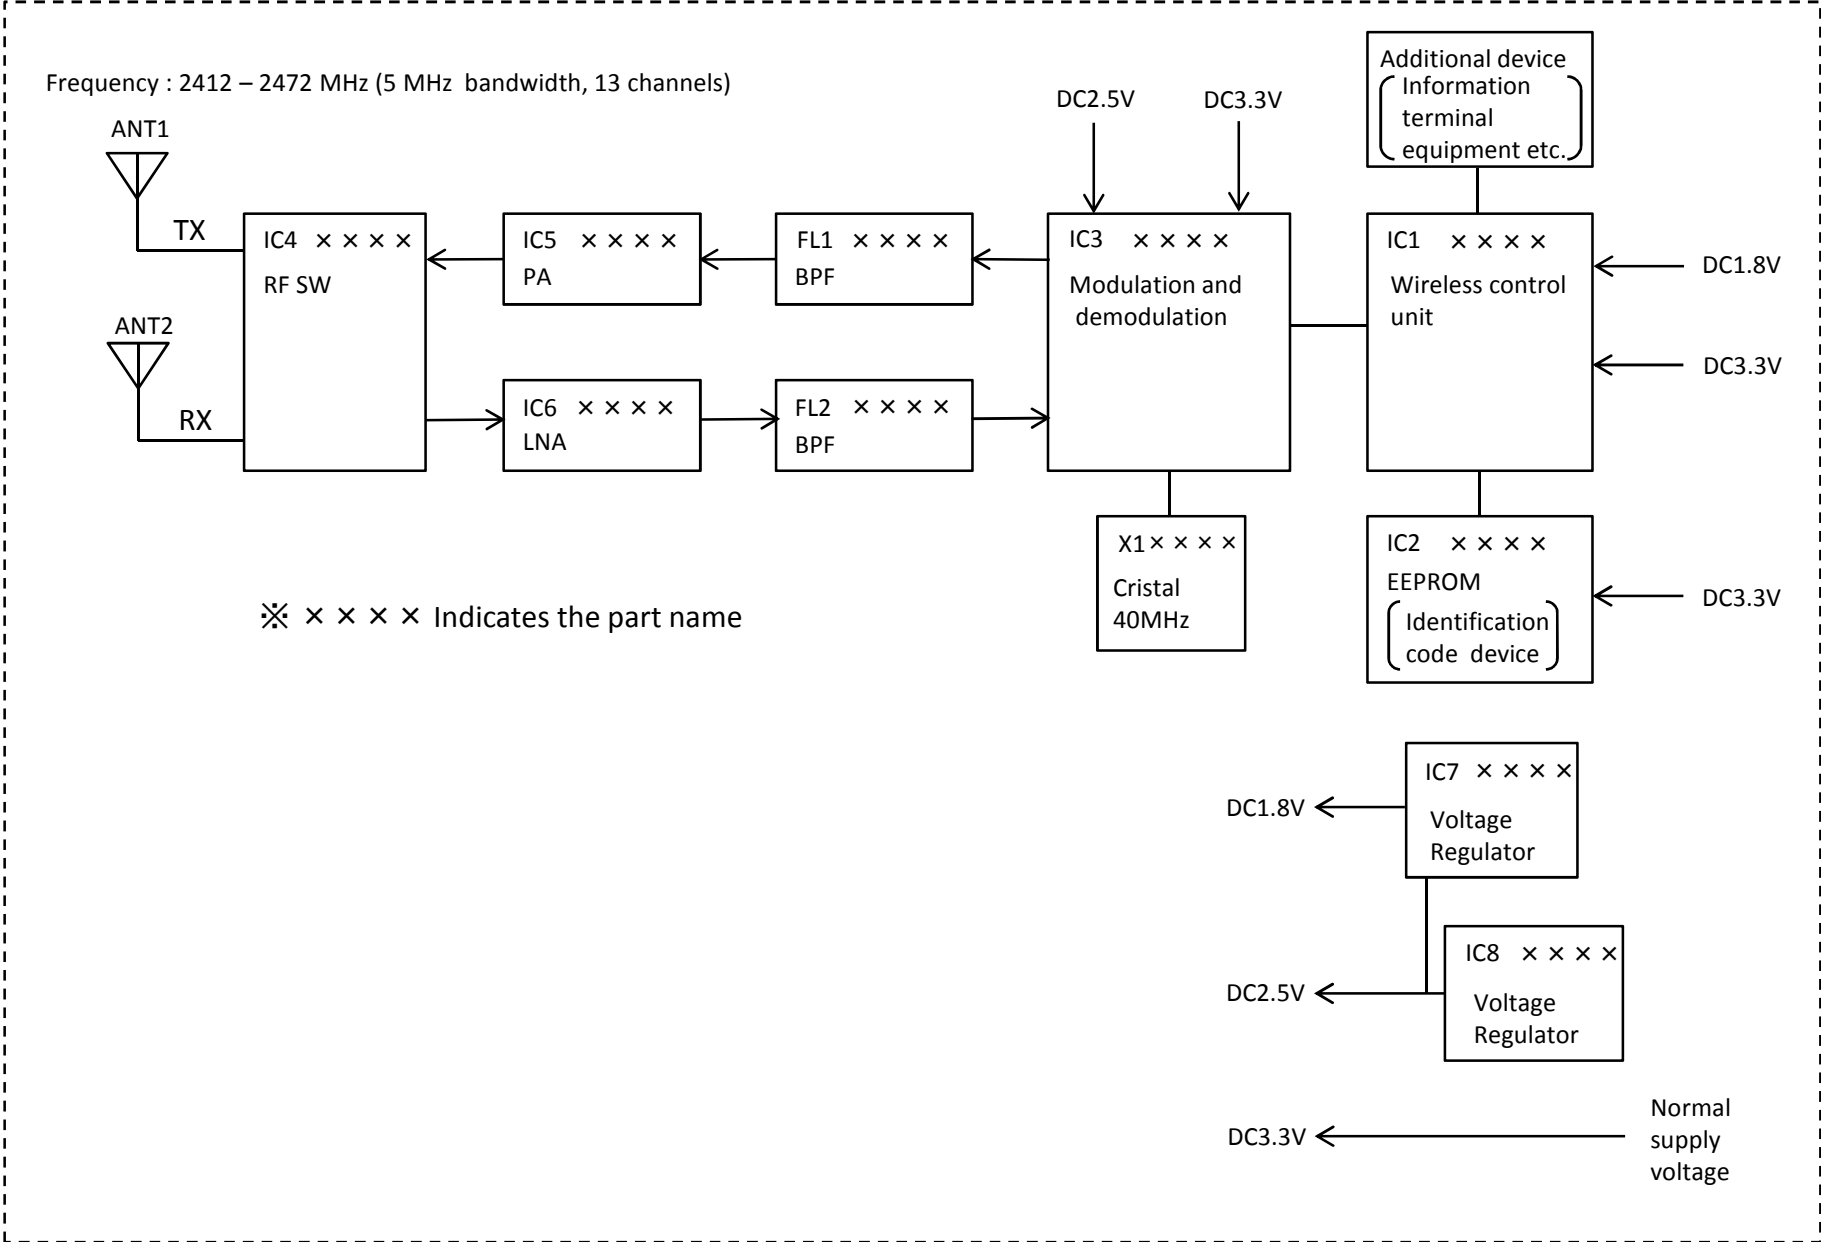 Frequency : 2412 – 2472 MHz (5 MHz bandwidth, 13 channels)
ANT1
TX
ANT2
RX
IC4 ××××
RF SW
IC5 ××××
PA
IC6 ××××
LNA
FL1 ××××
BPF
FL2 ××××
BPF
DC2.5V
DC3.3V
IC3 ××××
Modulation and
demodulation
X1××××
Cristal
40MHz
Additional device
Information
terminal
equipment etc.
IC1 ××××
Wireless control
unit
DC1.8V
DC3.3V
IC2 ××××
EEPROM
Identification
code device
DC3.3V
※ ×××× Indicates the part name
IC7 ××××
Voltage
Regulator
DC1.8V
IC8 ××××
Voltage
Regulator
DC2.5V
DC3.3V
Normal
supply
voltage